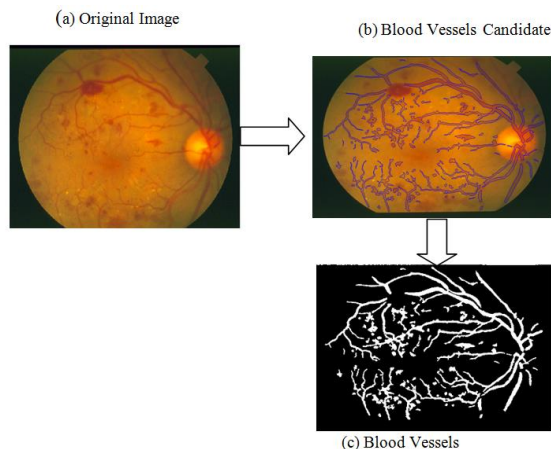 (a) Original Image
(b) Blood Vessels Candidate
(c) Blood Vessels